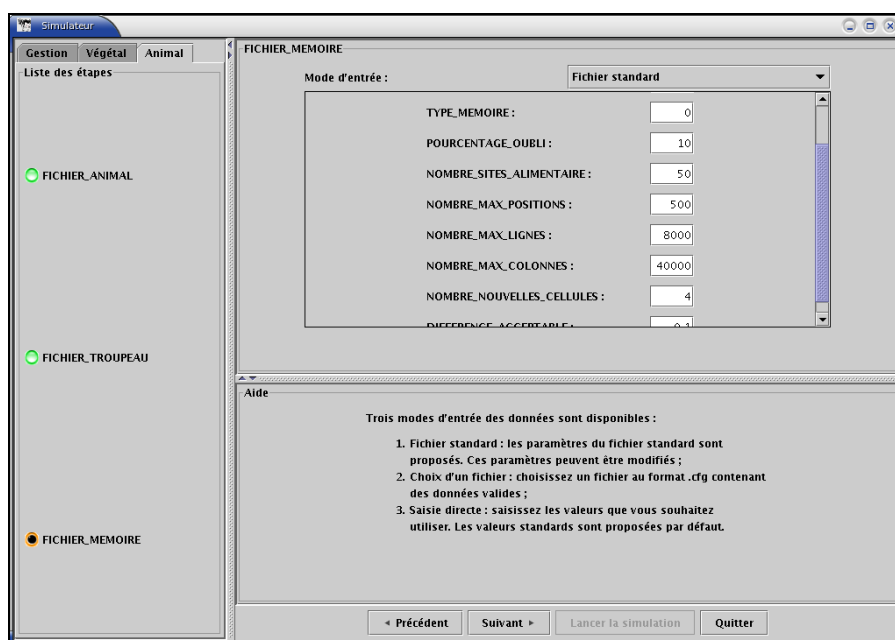 Simulateur
Gestion Végétal Animal
Liste des étapes
FICHIER_ANIMAL
FICHIER_TROUPEAU
FICHIER_MEMOIRE
FICHIER_MEMOIRE
Mode d'entrée : Fichier standard
TYPE_MEMOIRE : 0
POURCENTAGE_OUBLI : 10
NOMBRE_SITES_ALIMENTAIRE : 50
NOMBRE_MAX_POSITIONS : 500
NOMBRE_MAX_LIGNES : 8000
NOMBRE_MAX_COLONNES : 40000
NOMBRE_NOUVELLES_CELLULES : 4
DIFFERENCE_ACCEPTABLE : 0.1
Aide
Trois modes d'entrée des données sont disponibles :
1. Fichier standard : les paramètres du fichier standard sont
proposés. Ces paramètres peuvent être modifiés ;
2. Choix d'un fichier : choisissez un fichier au format .cfg contenant
des données valides ;
3. Saisie directe : saisissez les valeurs que vous souhaitez
utiliser. Les valeurs standards sont proposées par défaut.
Précédent Suivant Lancer la simulation Quitter